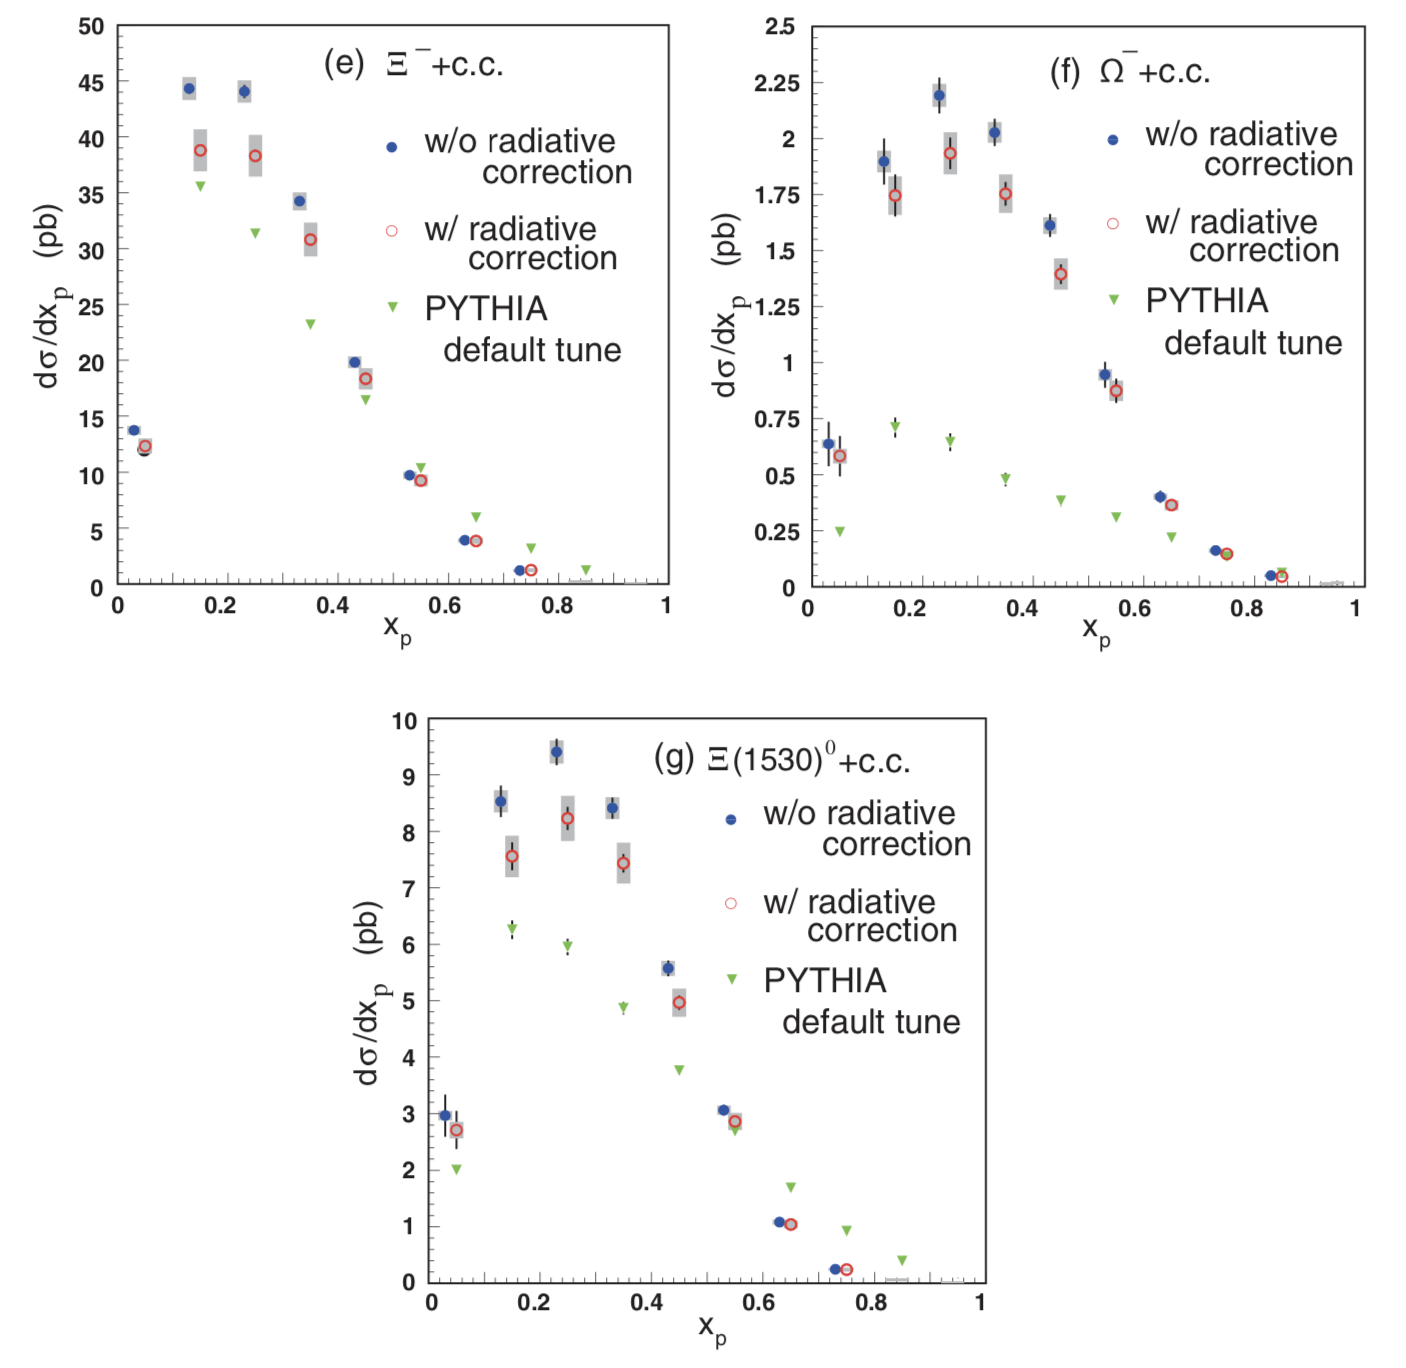 (e) Ξ⁻+c.c.
w/o radiative
correction
w/ radiative
correction
PYTHIA
default tune
dσ/dxp (pb)
50
45
40
35
30
25
20
15
10
5
0
0 0.2 0.4 0.6 0.8 1
xp
(f) Ω⁻+c.c.
w/o radiative
correction
w/ radiative
correction
PYTHIA
default tune
dσ/dxp (pb)
2.5
2.25
2
1.75
1.5
1.25
1
0.75
0.5
0.25
0
0 0.2 0.4 0.6 0.8 1
xp
(g) Ξ(1530)⁰+c.c.
w/o radiative
correction
w/ radiative
correction
PYTHIA
default tune
dσ/dxp (pb)
10
9
8
7
6
5
4
3
2
1
0
0 0.2 0.4 0.6 0.8 1
xp